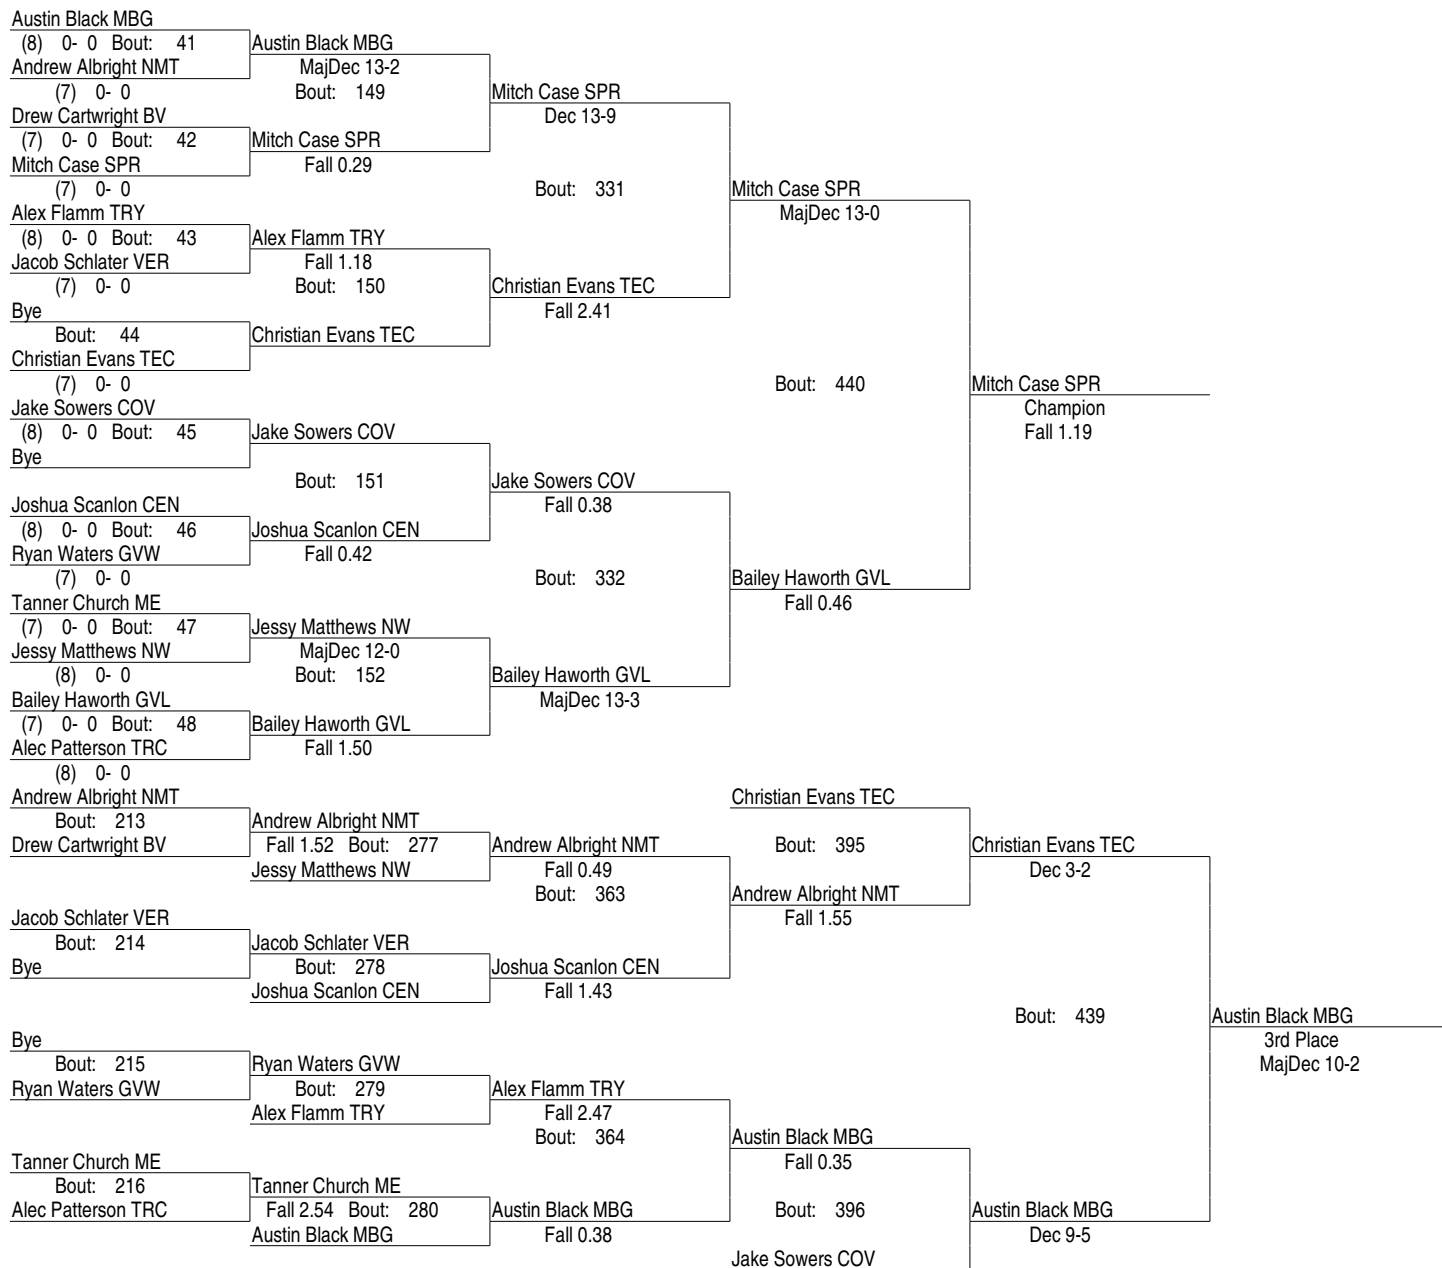 Austin Black MBG
(8) 0- 0 Bout: 41 Austin Black MBG
Andrew Albright NMT MajDec 13-2
(7) 0- 0 Bout: 149 Mitch Case SPR
Drew Cartwright BV Dec 13-9
(7) 0- 0 Bout: 42 Mitch Case SPR
Mitch Case SPR Fall 0.29
(7) 0- 0 Bout: 331 Mitch Case SPR
Alex Flamm TRY MajDec 13-0
(8) 0- 0 Bout: 43 Alex Flamm TRY
Jacob Schlater VER Fall 1.18
(7) 0- 0 Bout: 150 Christian Evans TEC
Bye Fall 2.41
Bout: 44 Christian Evans TEC
Christian Evans TEC
(7) 0- 0 Bout: 440 Mitch Case SPR
Jake Sowers COV Champion
(8) 0- 0 Bout: 45 Jake Sowers COV Fall 1.19
Bye
Bout: 151 Jake Sowers COV
Joshua Scanlon CEN Fall 0.38
(8) 0- 0 Bout: 46 Joshua Scanlon CEN
Ryan Waters GVW Fall 0.42
(7) 0- 0 Bout: 332 Bailey Haworth GVL
Tanner Church ME Fall 0.46
(7) 0- 0 Bout: 47 Jessy Matthews NW
Jessy Matthews NW MajDec 12-0
(8) 0- 0 Bout: 152 Bailey Haworth GVL
Bailey Haworth GVL MajDec 13-3
(7) 0- 0 Bout: 48 Bailey Haworth GVL
Alec Patterson TRC Fall 1.50
(8) 0- 0
Andrew Albright NMT Christian Evans TEC
Bout: 213 Andrew Albright NMT
Drew Cartwright BV Fall 1.52 Bout: 277 Andrew Albright NMT Bout: 395 Christian Evans TEC
Jessy Matthews NW Fall 0.49 Dec 3-2
Bout: 363 Andrew Albright NMT
Jacob Schlater VER Fall 1.55
Bout: 214 Jacob Schlater VER
Bye Bout: 278 Joshua Scanlon CEN
Joshua Scanlon CEN Fall 1.43
Bout: 439 Austin Black MBG
Bye 3rd Place
Bout: 215 Ryan Waters GVW MajDec 10-2
Ryan Waters GVW Bout: 279 Alex Flamm TRY
Alex Flamm TRY Fall 2.47
Bout: 364 Austin Black MBG
Tanner Church ME Fall 0.35
Bout: 216 Tanner Church ME
Alec Patterson TRC Fall 2.54 Bout: 280 Austin Black MBG Bout: 396 Austin Black MBG
Austin Black MBG Fall 0.38 Dec 9-5
Jake Sowers COV